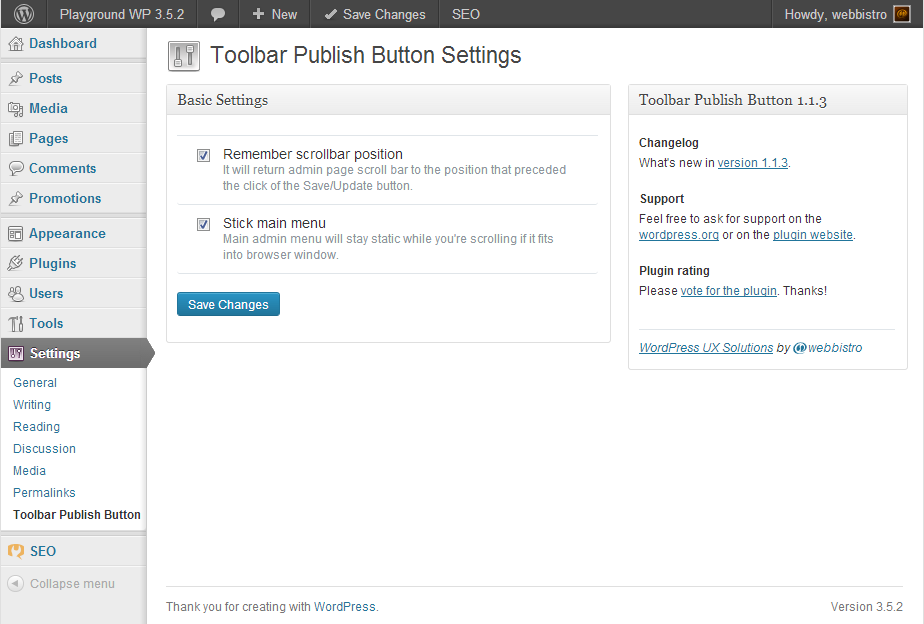 Playground WP 3.5.2
New
Save Changes
SEO
Howdy, webbistro
Dashboard
Posts
Media
Pages
Comments
Promotions
Appearance
Plugins
Users
Tools
Settings
General
Writing
Reading
Discussion
Media
Permalinks
Toolbar Publish Button
SEO
Collapse menu
Toolbar Publish Button Settings
Basic Settings
Remember scrollbar position
It will return admin page scroll bar to the position that preceded
the click of the Save/Update button.
Stick main menu
Main admin menu will stay static while you're scrolling if it fits
into browser window.
Save Changes
Toolbar Publish Button 1.1.3
Changelog
What's new in version 1.1.3.
Support
Feel free to ask for support on the
wordpress.org or on the plugin website.
Plugin rating
Please vote for the plugin. Thanks!
WordPress UX Solutions by webbistro
Thank you for creating with WordPress.
Version 3.5.2